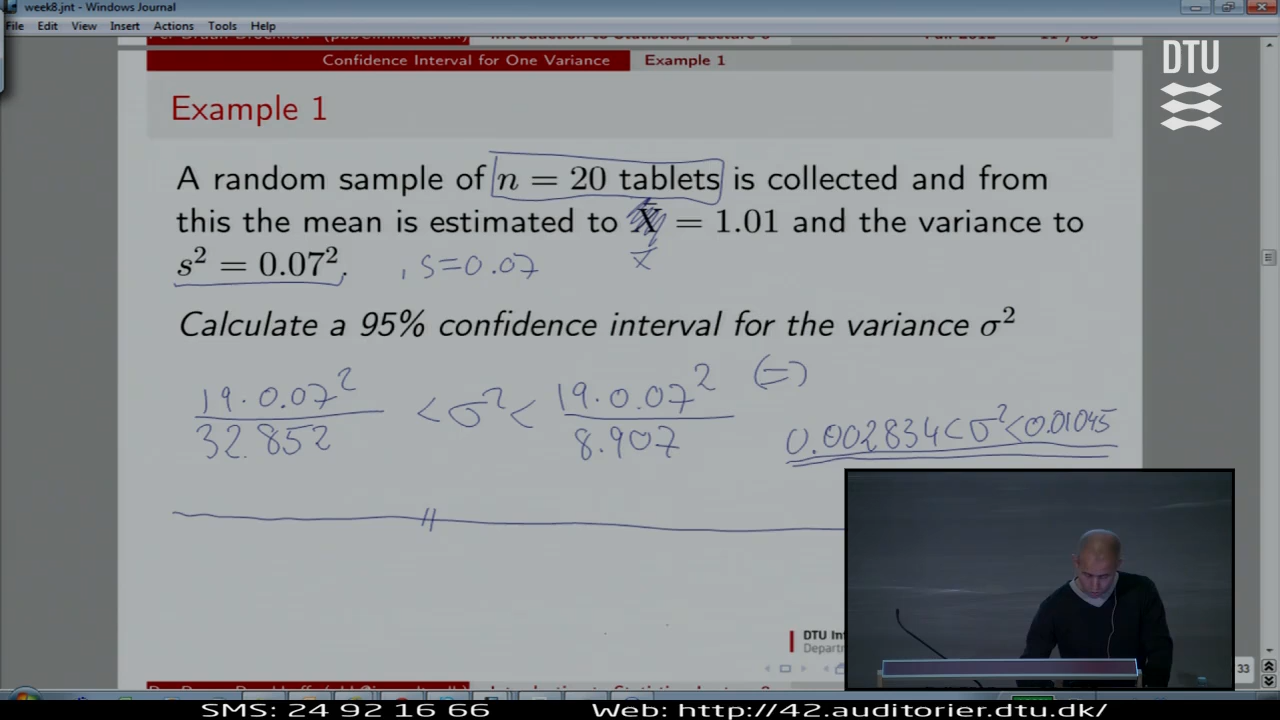 week8.jnt - Windows Journal
File Edit View Insert Actions Tools Help
Confidence Interval for One Variance Example 1
DTU
Example 1
A random sample of n = 20 tablets is collected and from
this the mean is estimated to X̄ = 1.01 and the variance to
x̄
s² = 0.07². , s=0.07
Calculate a 95% confidence interval for the variance σ²
19·0.07² / 32.852 < σ² < 19·0.07² / 8.907 (=)
0.002834 < σ² < 0.01045
DTU
33
SMS: 24 92 16 66 Web: http://42.auditorier.dtu.dk/